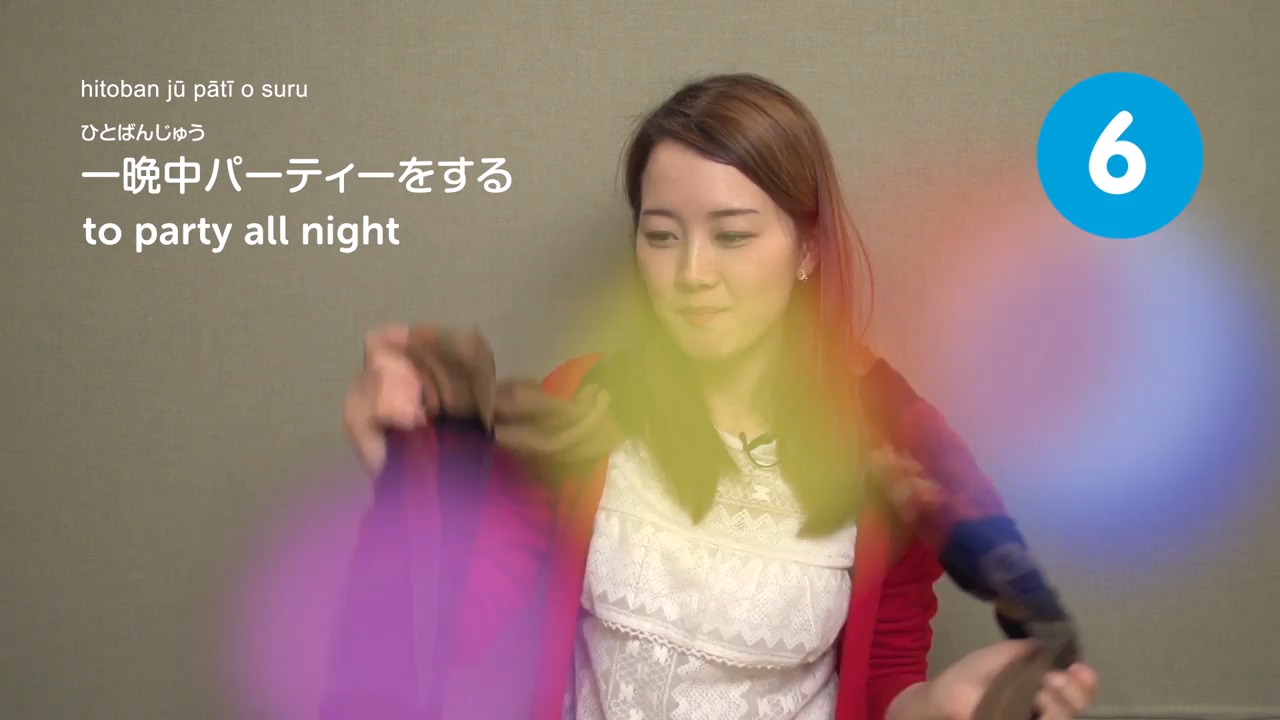 hitoban jū pātī o suru
ひとばんじゅう
一晩中パーティーをする
to party all night
6